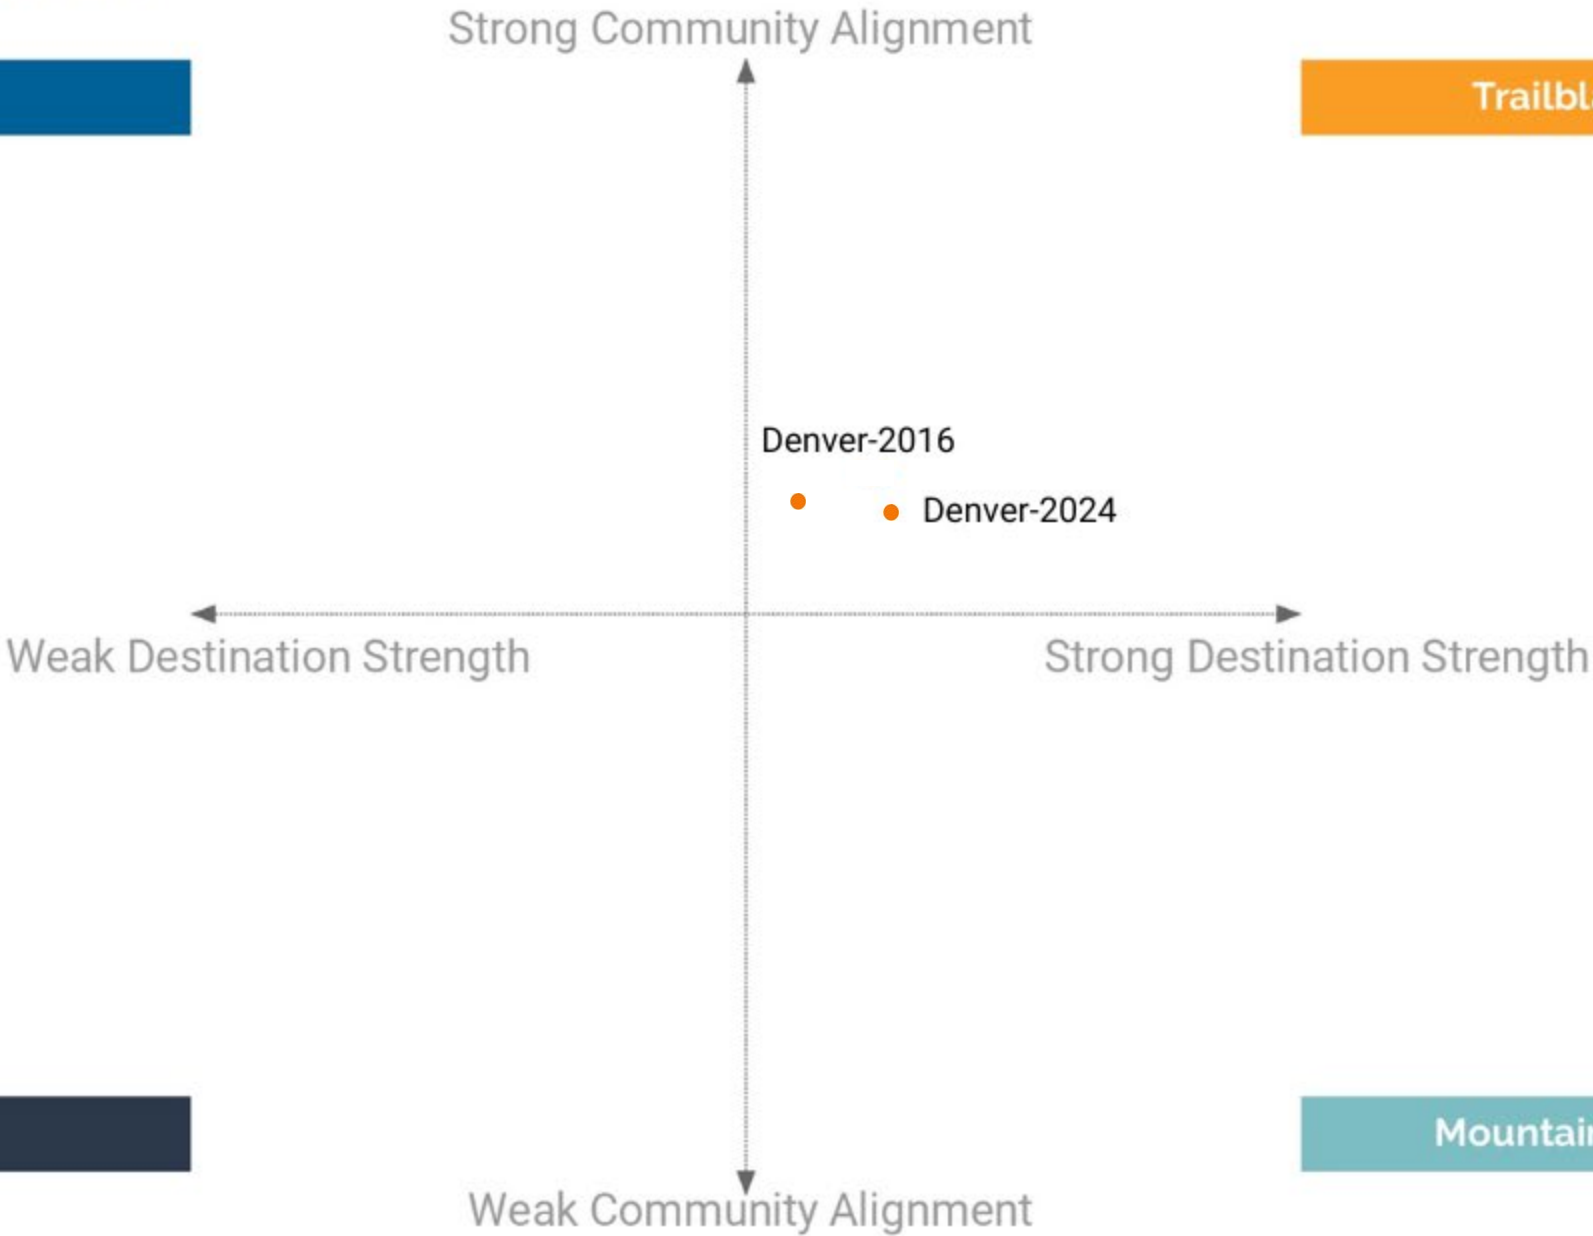 Strong Community Alignment
Denver-2016
Denver-2024
Weak Destination Strength
Strong Destination Strength
Weak Community Alignment